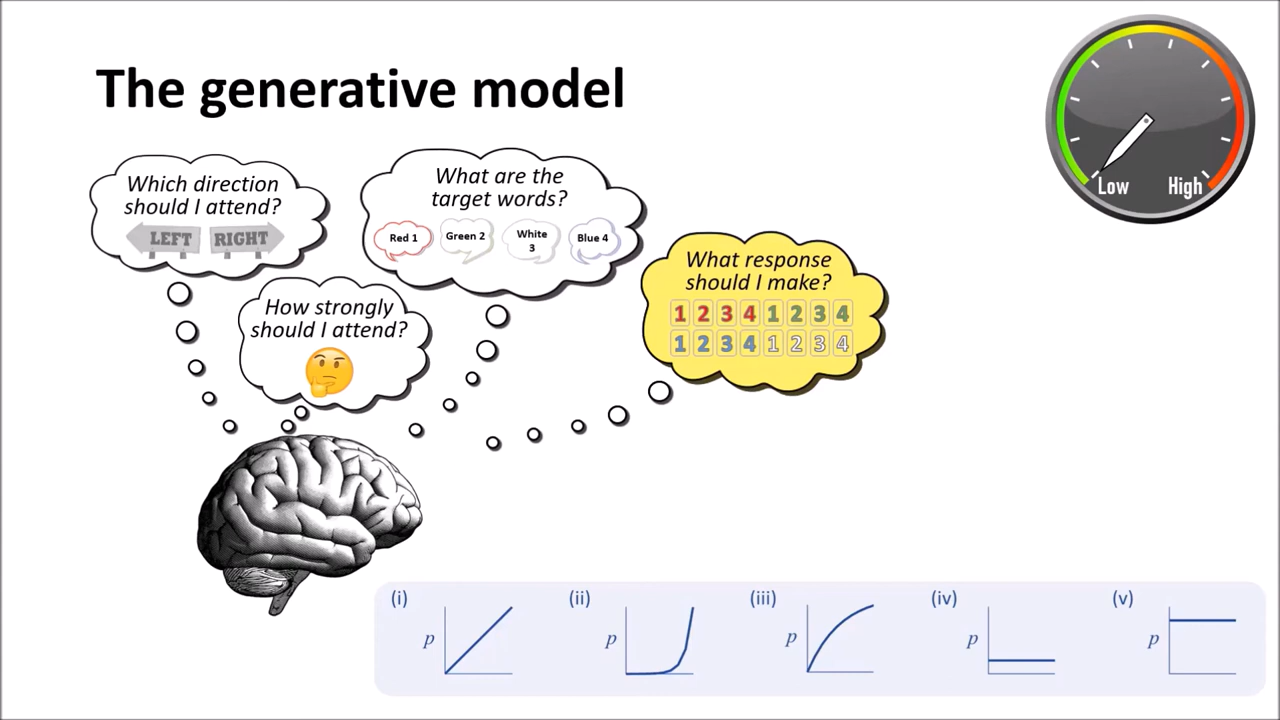 The generative model
Low
High
Which direction
should I attend?
LEFT
RIGHT
What are the
target words?
Red 1
Green 2
White
3
Blue 4
How strongly
should I attend?
What response
should I make?
1 2 3 4 1 2 3 4
1 2 3 4 1 2 3 4
(i)
p
(ii)
p
(iii)
p
(iv)
p
(v)
p